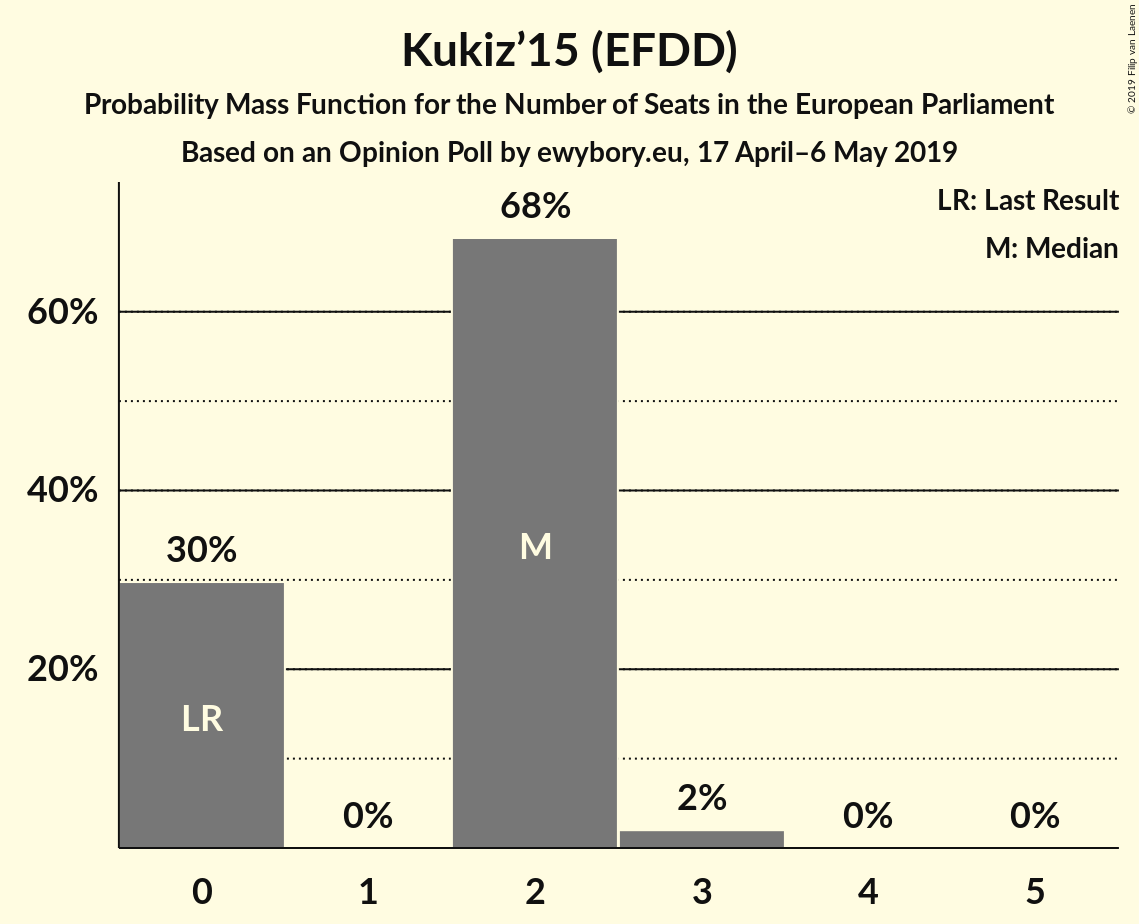 Kukiz’15 (EFDD)
Probability Mass Function for the Number of Seats in the European Parliament
Based on an Opinion Poll by ewybory.eu, 17 April–6 May 2019
© 2019 Filip van Laenen
LR: Last Result
M: Median
68%
60%
40%
20%
30%
0%
2%
0%
0%
LR
M
0 1 2 3 4 5